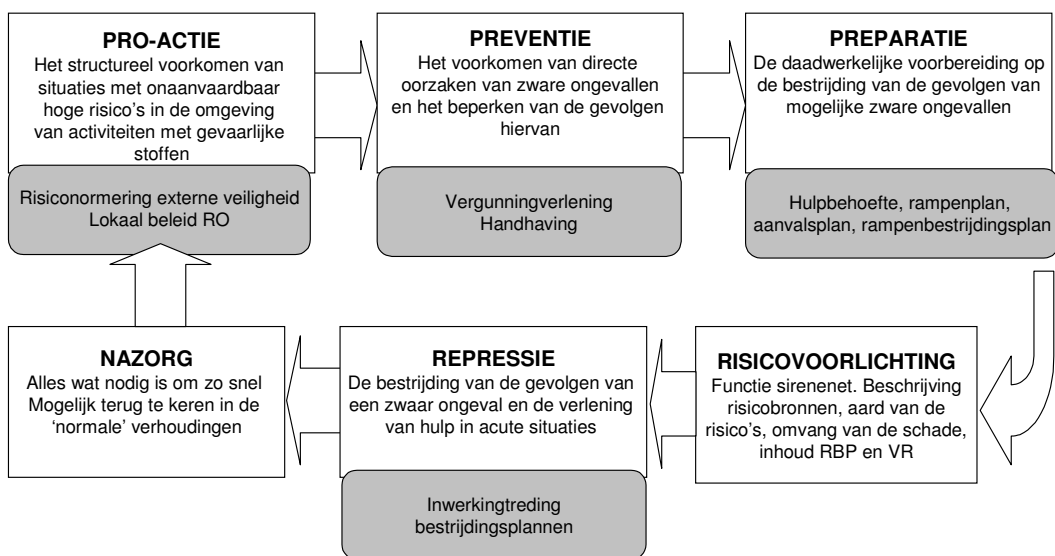 PRO-ACTIE
Het structureel voorkomen van
situaties met onaanvaardbaar
hoge risico's in de omgeving
van activiteiten met gevaarlijke
stoffen
Risiconormering externe veiligheid
Lokaal beleid RO
PREVENTIE
Het voorkomen van directe
oorzaken van zware ongevallen
en het beperken van de gevolgen
hiervan
Vergunningverlening
Handhaving
PREPARATIE
De daadwerkelijke voorbereiding op
de bestrijding van de gevolgen van
mogelijke zware ongevallen
Hulpbehoefte, rampenplan,
aanvalsplan, rampenbestrijdingsplan
RISICOVOORLICHTING
Functie sirenenet. Beschrijving
risicobronnen, aard van de
risico's, omvang van de schade,
inhoud RBP en VR
REPRESSIE
De bestrijding van de gevolgen van
een zwaar ongeval en de verlening
van hulp in acute situaties
Inwerkingtreding
bestrijdingsplannen
NAZORG
Alles wat nodig is om zo snel
Mogelijk terug te keren in de
'normale' verhoudingen